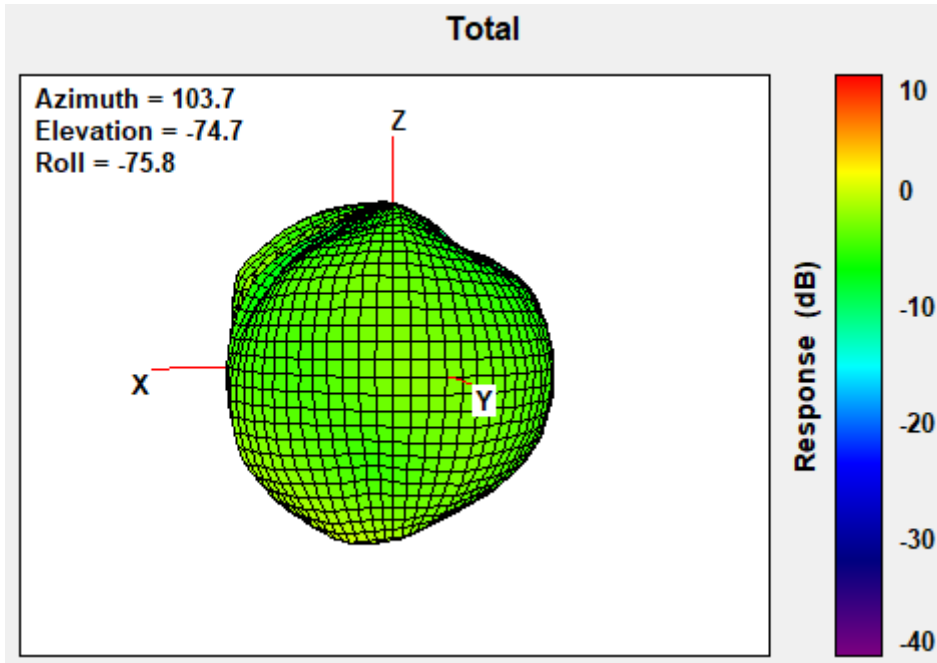 Total
Azimuth = 103.7
Elevation = -74.7
Roll = -75.8
Z
X
Y
Response (dB)
10
0
-10
-20
-30
-40